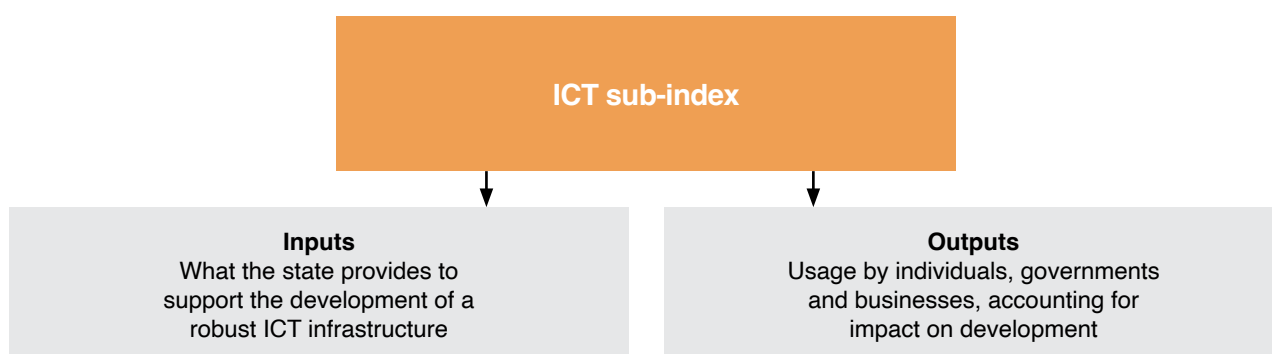 ICT sub-index
Inputs
What the state provides to
support the development of a
robust ICT infrastructure
Outputs
Usage by individuals, governments
and businesses, accounting for
impact on development